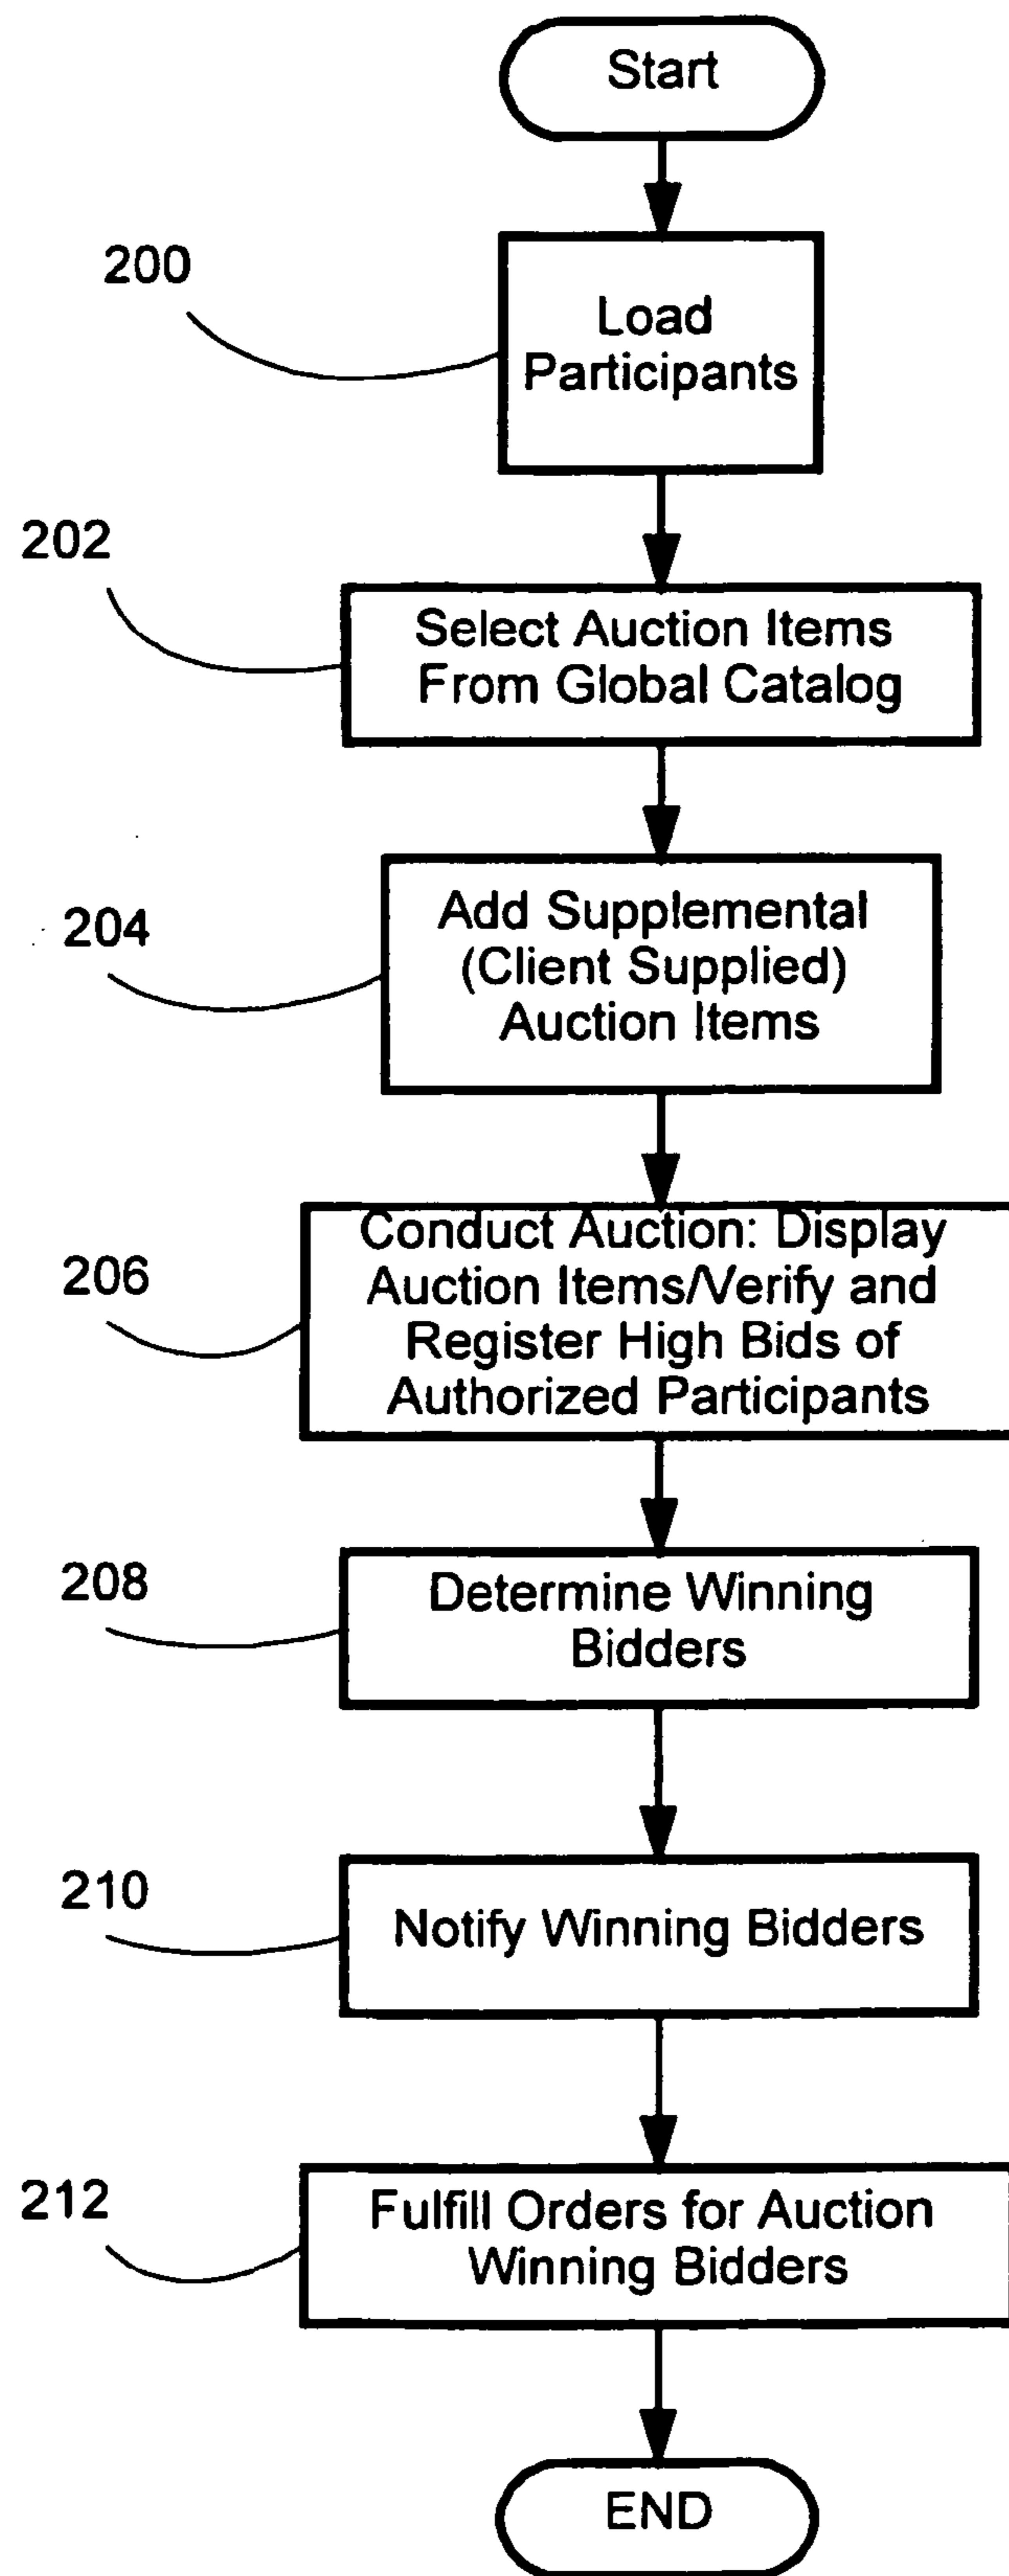 Start
200
Load
Participants
202
Select Auction Items
From Global Catalog
204
Add Supplemental
(Client Supplied)
Auction Items
206
Conduct Auction: Display
Auction Items/Verify and
Register High Bids of
Authorized Participants
208
Determine Winning
Bidders
210
Notify Winning Bidders
212
Fulfill Orders for Auction
Winning Bidders
END